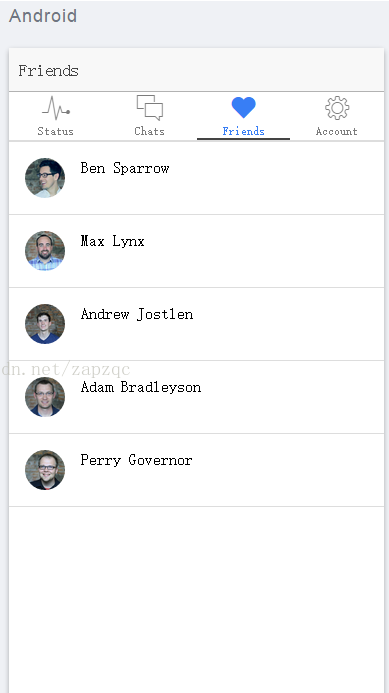 Android
Friends
Status Chats Friends Account
Ben Sparrow
Max Lynx
Andrew Jostlen
dn.net/zapzqc
Adam Bradleyson
Perry Governor